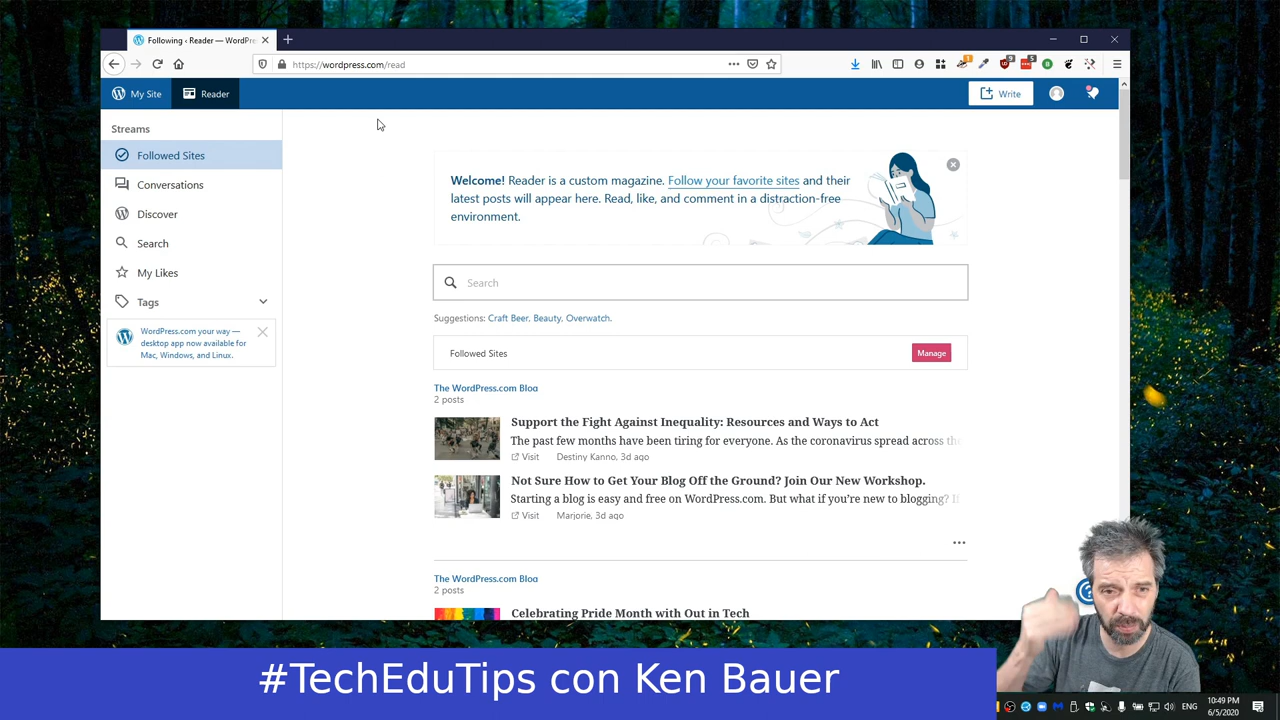 Following ‹ Reader — WordPre
https://wordpress.com/read
1
9
5
My Site
Reader
Write
Streams
Followed Sites
Conversations
Discover
Search
My Likes
Tags
WordPress.com your way —
desktop app now available for
Mac, Windows, and Linux.
Welcome! Reader is a custom magazine. Follow your favorite sites and their
latest posts will appear here. Read, like, and comment in a distraction-free
environment.
Search
Suggestions: Craft Beer, Beauty, Overwatch.
Followed Sites
Manage
The WordPress.com Blog
2 posts
Support the Fight Against Inequality: Resources and Ways to Act
The past few months have been tiring for everyone. As the coronavirus spread across the
Visit Destiny Kanno, 3d ago
Not Sure How to Get Your Blog Off the Ground? Join Our New Workshop.
Starting a blog is easy and free on WordPress.com. But what if you're new to blogging? If
Visit Marjorie, 3d ago
The WordPress.com Blog
2 posts
Celebrating Pride Month with Out in Tech
#TechEduTips con Ken Bauer
ENG
10:49 PM
6/5/2020